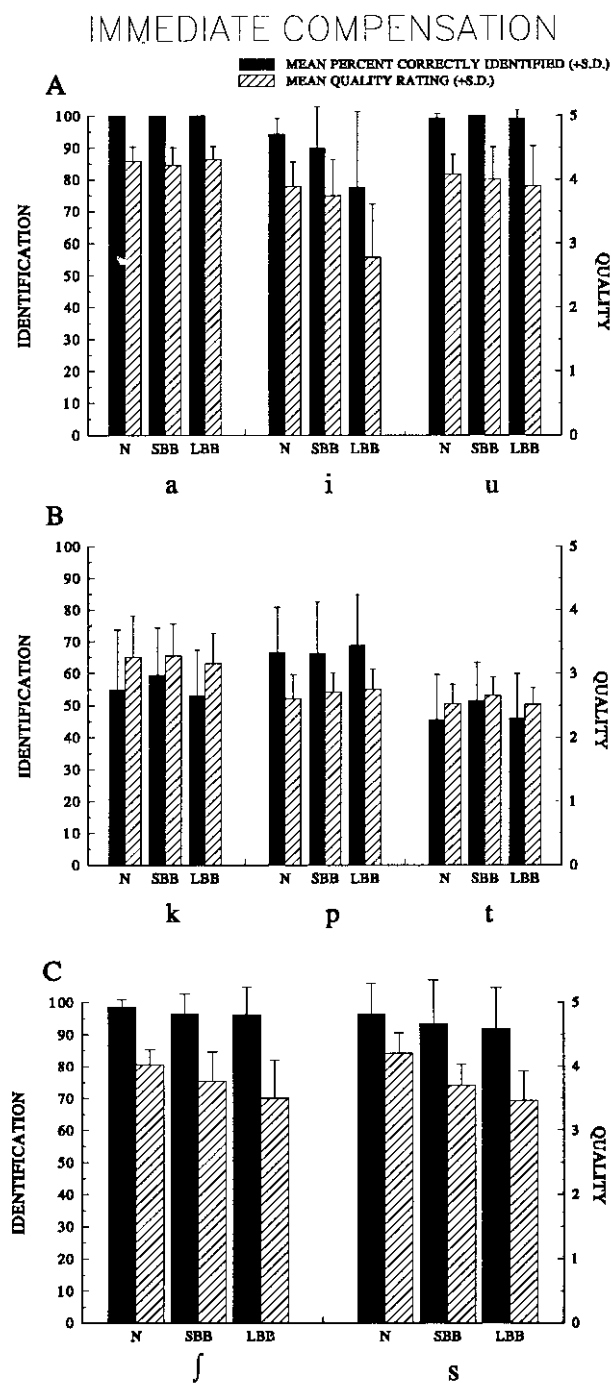 IMMEDIATE COMPENSATION
MEAN PERCENT CORRECTLY IDENTIFIED (+S.D.)
MEAN QUALITY RATING (+S.D.)
A
100
90
80
70
60
50
40
30
20
10
0
IDENTIFICATION
5
4
3
2
1
0
QUALITY
N SBB LBB N SBB LBB N SBB LBB
a i u
B
100
90
80
70
60
50
40
30
20
10
0
IDENTIFICATION
5
4
3
2
1
0
QUALITY
N SBB LBB N SBB LBB N SBB LBB
k p t
C
100
90
80
70
60
50
40
30
20
10
0
IDENTIFICATION
5
4
3
2
1
0
QUALITY
N SBB LBB N SBB LBB
ʃ s